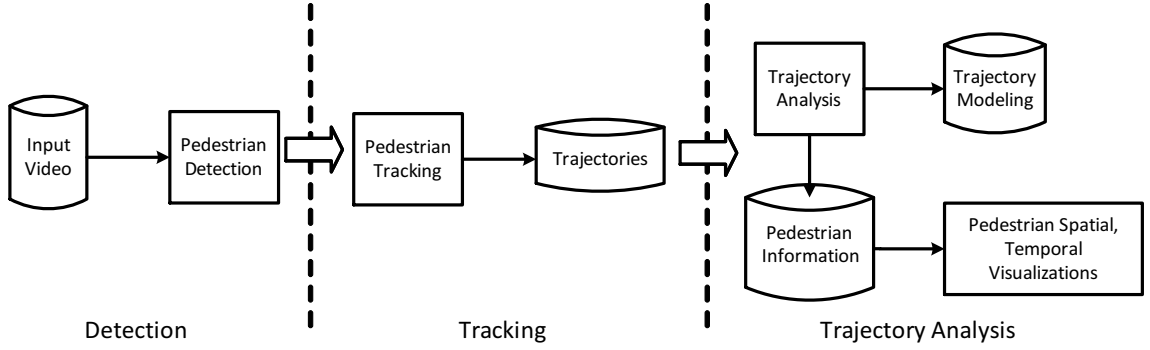 Input
Video
Pedestrian
Detection
Detection
Pedestrian
Tracking
Trajectories
Tracking
Trajectory
Analysis
Trajectory
Modeling
Pedestrian
Information
Pedestrian Spatial,
Temporal
Visualizations
Trajectory Analysis